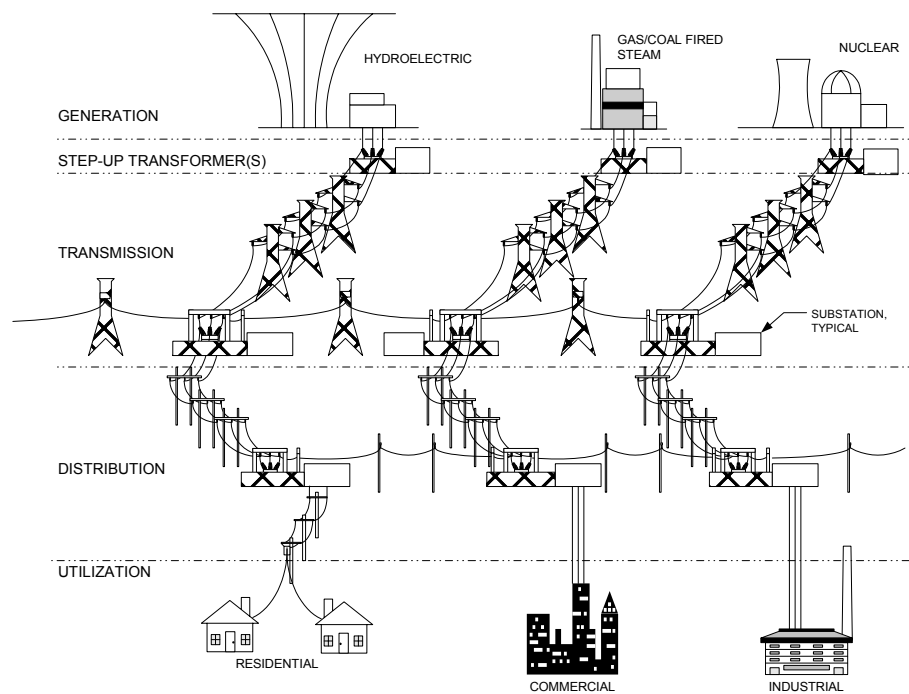 HYDROELECTRIC
GAS/COAL FIRED
STEAM
NUCLEAR
GENERATION
STEP-UP TRANSFORMER(S)
TRANSMISSION
SUBSTATION,
TYPICAL
DISTRIBUTION
UTILIZATION
RESIDENTIAL
COMMERCIAL
INDUSTRIAL